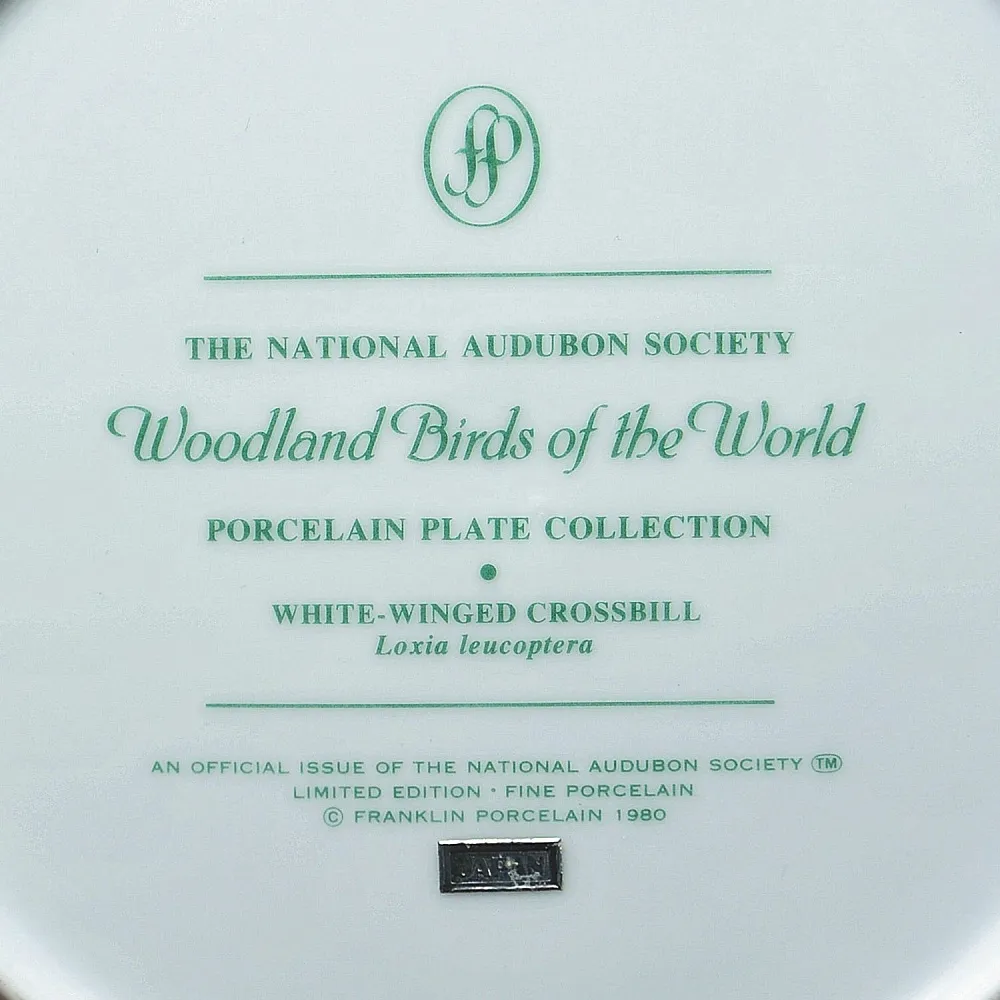 fp
THE NATIONAL AUDUBON SOCIETY
Woodland Birds of the World
PORCELAIN PLATE COLLECTION
•
WHITE-WINGED CROSSBILL
Loxia leucoptera
AN OFFICIAL ISSUE OF THE NATIONAL AUDUBON SOCIETY ™
LIMITED EDITION • FINE PORCELAIN
© FRANKLIN PORCELAIN 1980
JAPAN